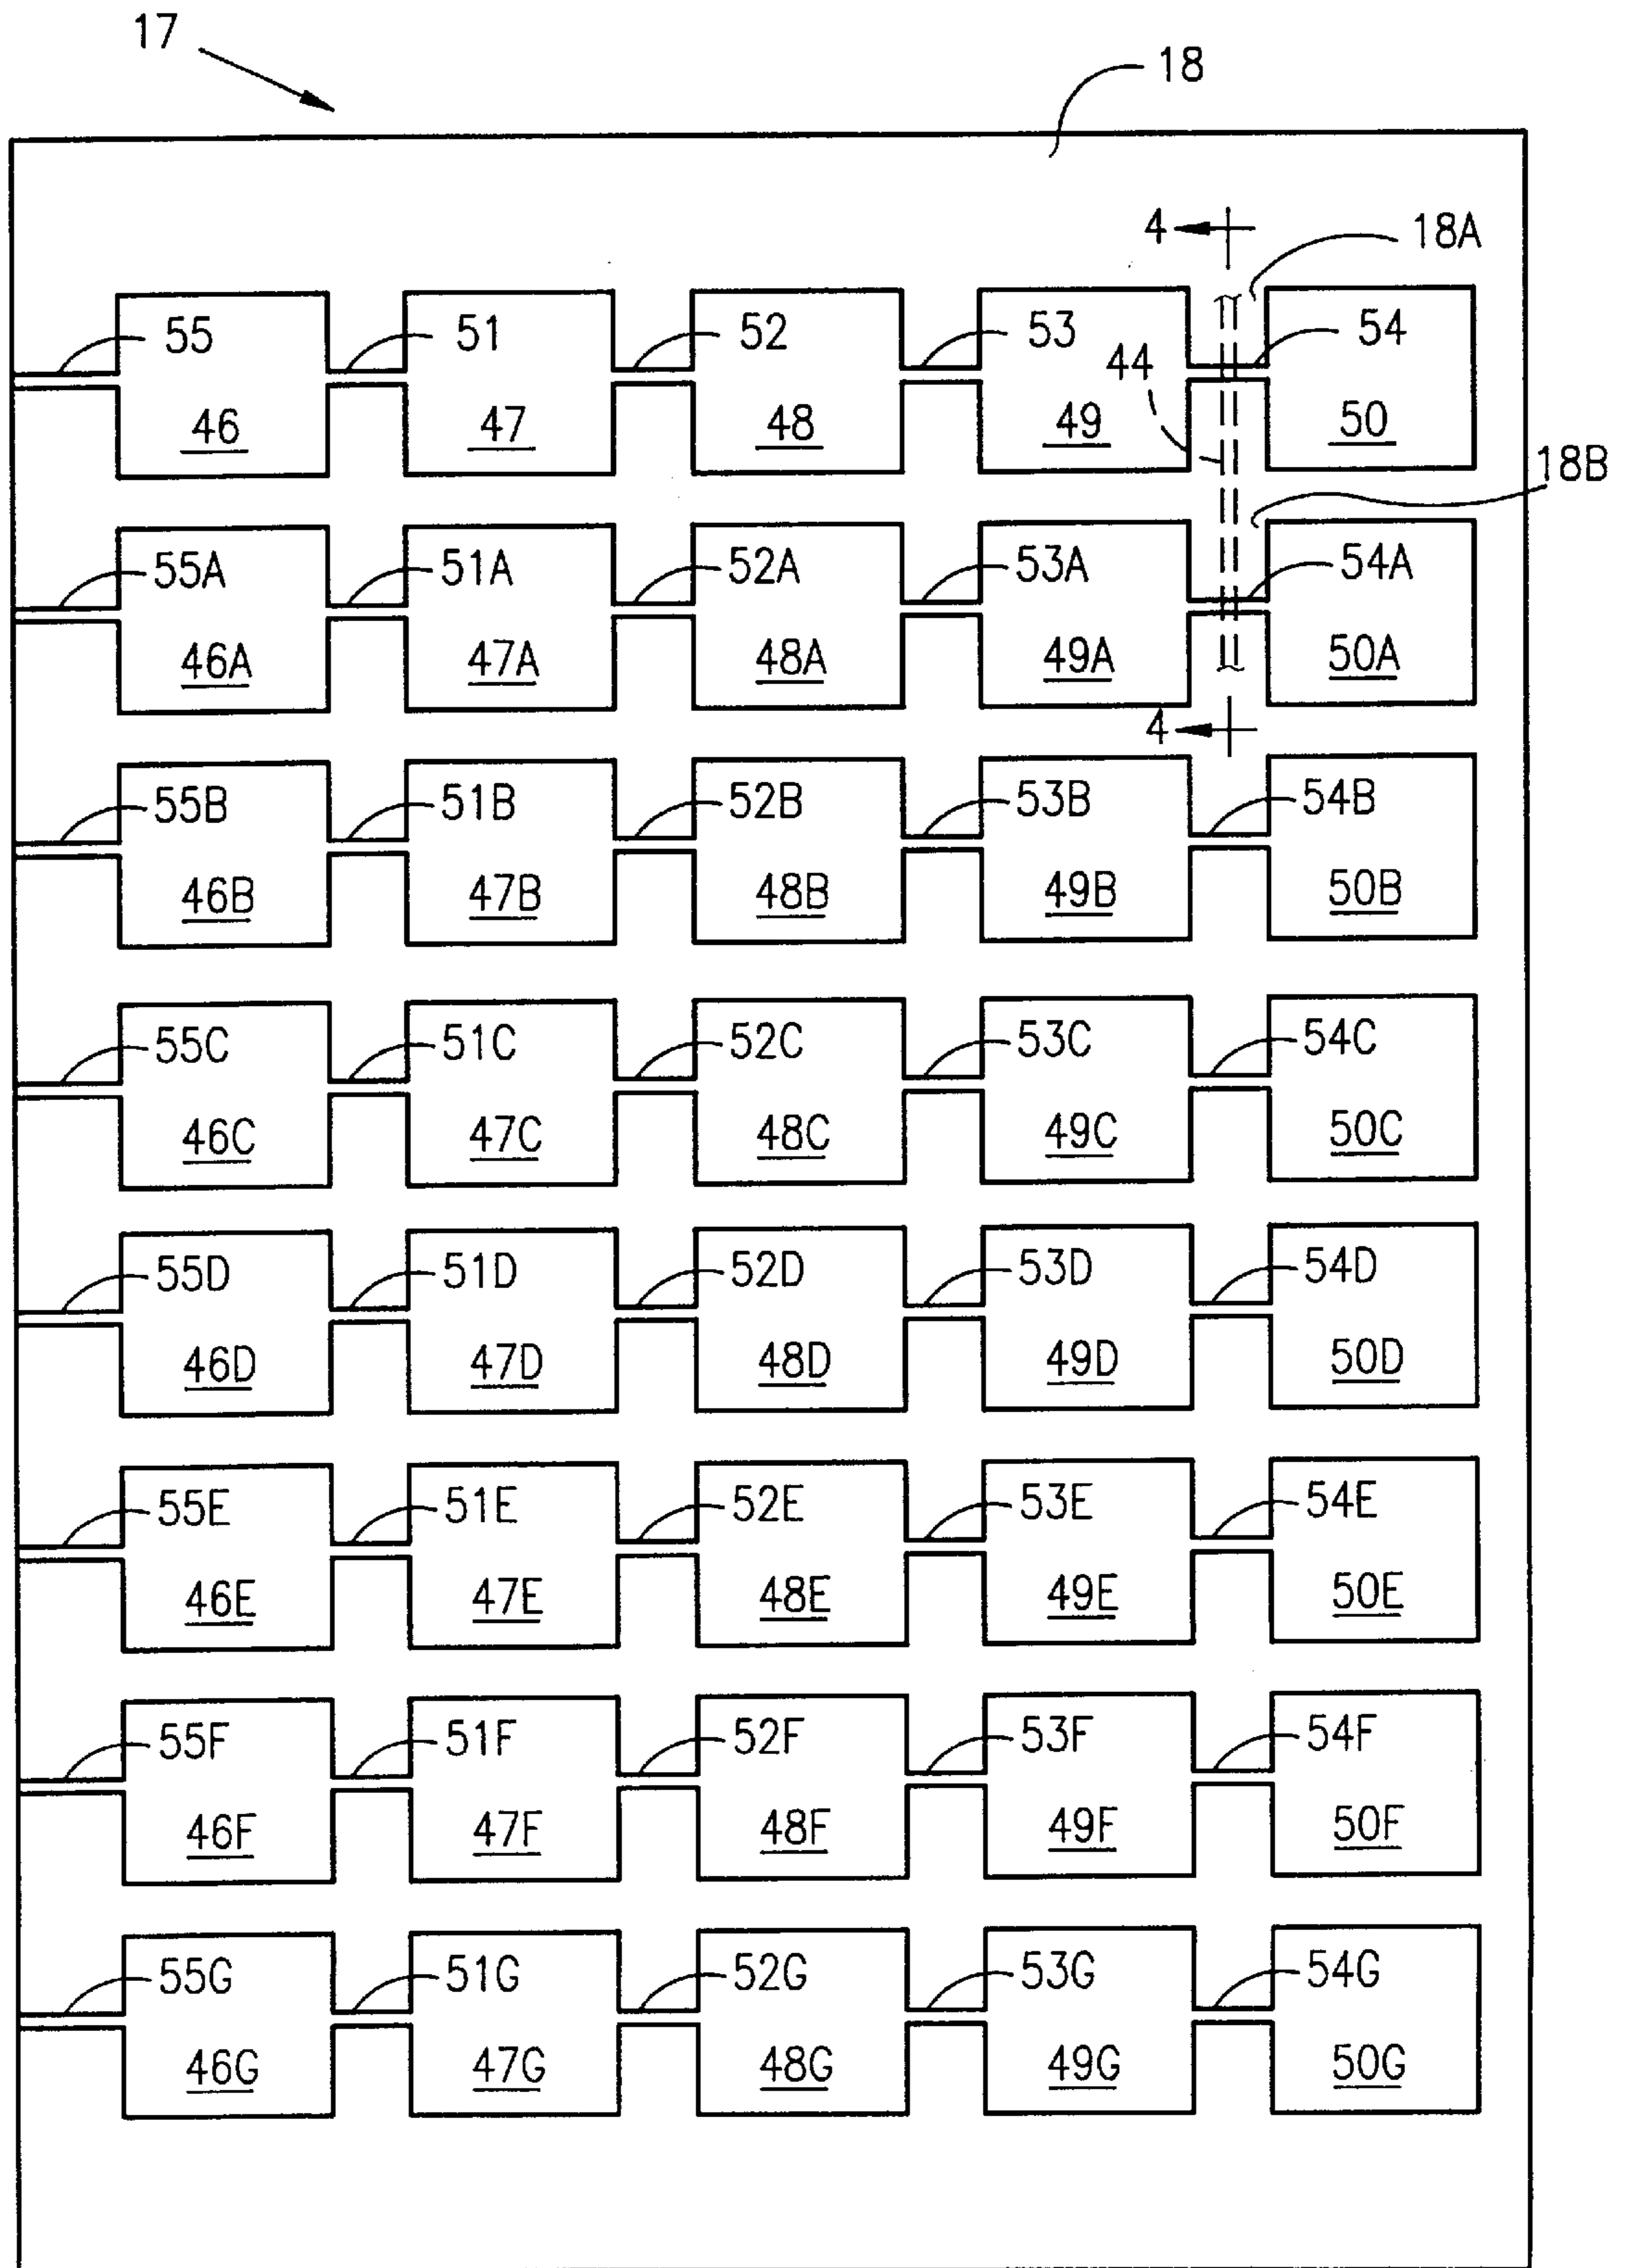 17
18
4 18A
55 51 52 53 54
44
46 47 48 49 50
18B
55A 51A 52A 53A 54A
46A 47A 48A 49A 50A
4
55B 51B 52B 53B 54B
46B 47B 48B 49B 50B
55C 51C 52C 53C 54C
46C 47C 48C 49C 50C
55D 51D 52D 53D 54D
46D 47D 48D 49D 50D
55E 51E 52E 53E 54E
46E 47E 48E 49E 50E
55F 51F 52F 53F 54F
46F 47F 48F 49F 50F
55G 51G 52G 53G 54G
46G 47G 48G 49G 50G